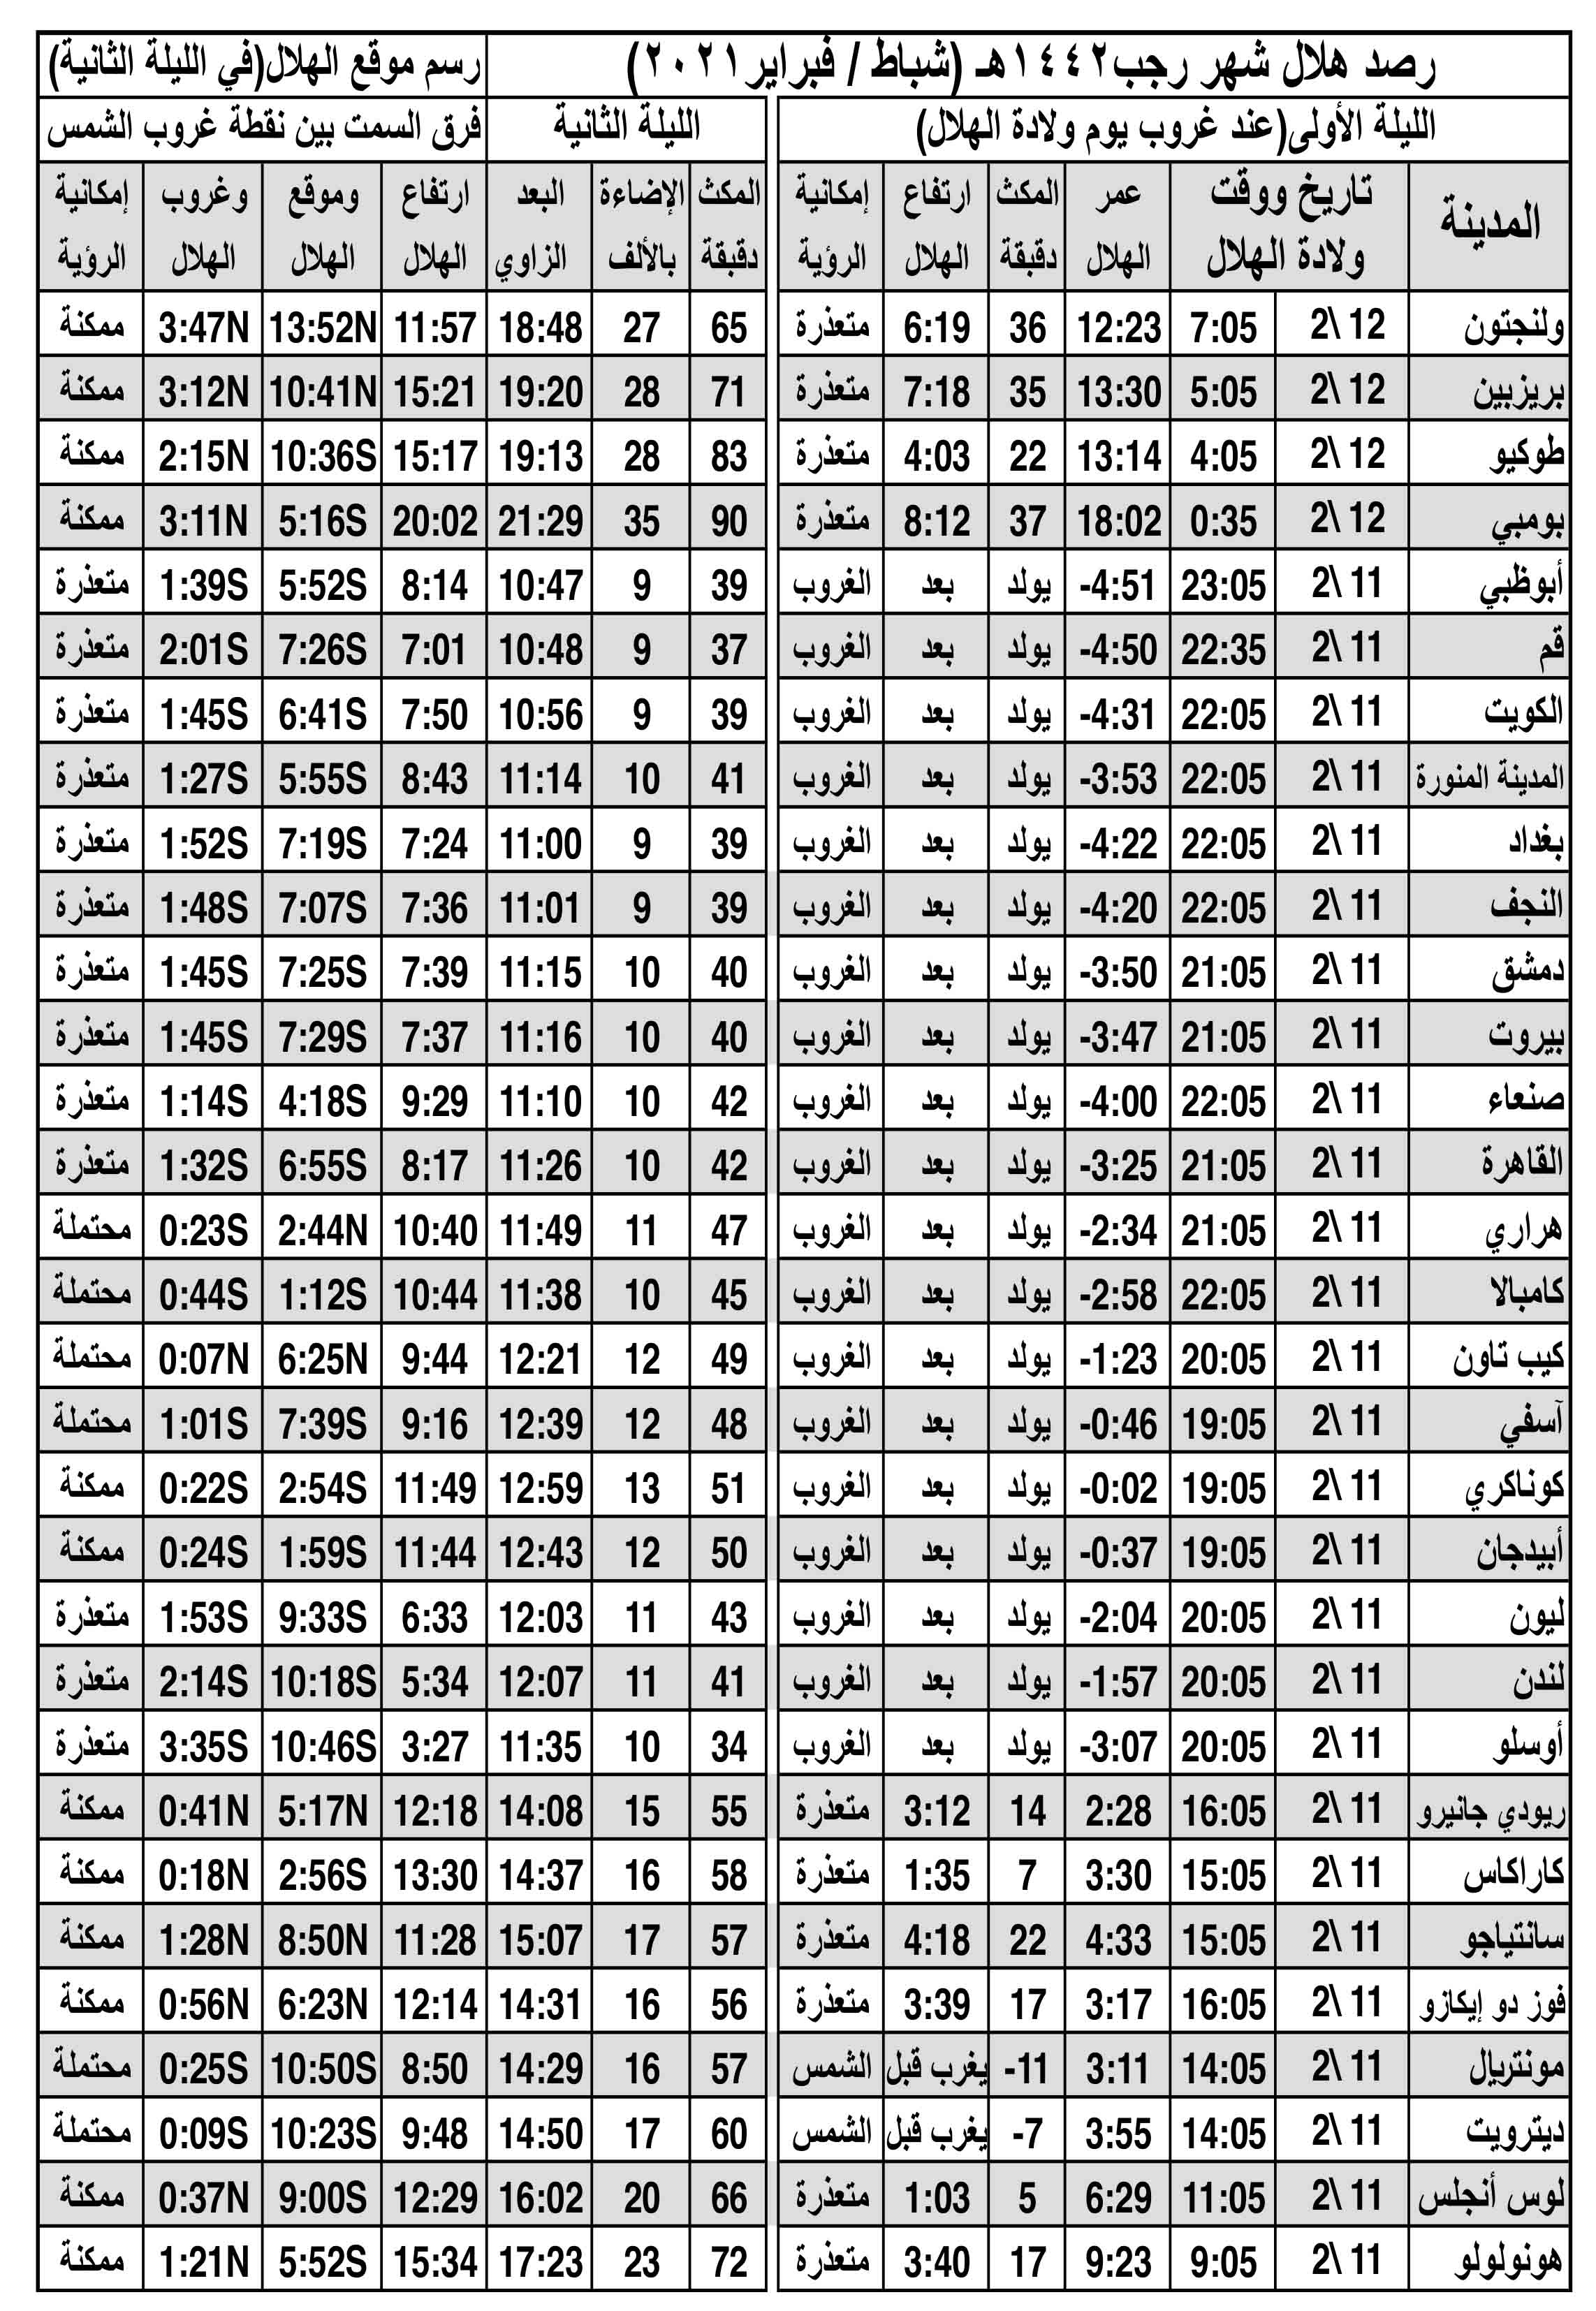 رصد هلال شهر رجب١٤٤٢هـ (شباط / فبراير٢٠٢١) رسم موقع الهلال(في الليلة الثانية)
الليلة الأولى(عند غروب يوم ولادة الهلال) الليلة الثانية فرق السمت بين نقطة غروب الشمس
المدينة تاريخ ووقت ولادة الهلال عمر الهلال المكث دقيقة ارتفاع الهلال إمكانية الرؤية المكث دقيقة الإضاءة بالألف البعد الزاوي ارتفاع الهلال وموقع الهلال وغروب الهلال إمكانية الرؤية
ولنجتون 2\ 12 7:05 12:23 36 6:19 متعذرة 65 27 18:48 11:57 13:52N 3:47N ممكنة
بريزبين 2\ 12 5:05 13:30 35 7:18 متعذرة 71 28 19:20 15:21 10:41N 3:12N ممكنة
طوكيو 2\ 12 4:05 13:14 22 4:03 متعذرة 83 28 19:13 15:17 10:36S 2:15N ممكنة
بومبي 2\ 12 0:35 18:02 37 8:12 متعذرة 90 35 21:29 20:02 5:16S 3:11N ممكنة
أبوظبي 2\ 11 23:05 -4:51 يولد بعد الغروب 39 9 10:47 8:14 5:52S 1:39S متعذرة
قم 2\ 11 22:35 -4:50 يولد بعد الغروب 37 9 10:48 7:01 7:26S 2:01S متعذرة
الكويت 2\ 11 22:05 -4:31 يولد بعد الغروب 39 9 10:56 7:50 6:41S 1:45S متعذرة
المدينة المنورة 2\ 11 22:05 -3:53 يولد بعد الغروب 41 10 11:14 8:43 5:55S 1:27S متعذرة
بغداد 2\ 11 22:05 -4:22 يولد بعد الغروب 39 9 11:00 7:24 7:19S 1:52S متعذرة
النجف 2\ 11 22:05 -4:20 يولد بعد الغروب 39 9 11:01 7:36 7:07S 1:48S متعذرة
دمشق 2\ 11 21:05 -3:50 يولد بعد الغروب 40 10 11:15 7:39 7:25S 1:45S متعذرة
بيروت 2\ 11 21:05 -3:47 يولد بعد الغروب 40 10 11:16 7:37 7:29S 1:45S متعذرة
صنعاء 2\ 11 22:05 -4:00 يولد بعد الغروب 42 10 11:10 9:29 4:18S 1:14S متعذرة
القاهرة 2\ 11 21:05 -3:25 يولد بعد الغروب 42 10 11:26 8:17 6:55S 1:32S متعذرة
هراري 2\ 11 21:05 -2:34 يولد بعد الغروب 47 11 11:49 10:40 2:44N 0:23S محتملة
كامبالا 2\ 11 22:05 -2:58 يولد بعد الغروب 45 10 11:38 10:44 1:12S 0:44S محتملة
كيب تاون 2\ 11 20:05 -1:23 يولد بعد الغروب 49 12 12:21 9:44 6:25N 0:07N محتملة
آسفي 2\ 11 19:05 -0:46 يولد بعد الغروب 48 12 12:39 9:16 7:39S 1:01S محتملة
كوناكري 2\ 11 19:05 -0:02 يولد بعد الغروب 51 13 12:59 11:49 2:54S 0:22S ممكنة
أبيدجان 2\ 11 19:05 -0:37 يولد بعد الغروب 50 12 12:43 11:44 1:59S 0:24S ممكنة
ليون 2\ 11 20:05 -2:04 يولد بعد الغروب 43 11 12:03 6:33 9:33S 1:53S متعذرة
لندن 2\ 11 20:05 -1:57 يولد بعد الغروب 41 11 12:07 5:34 10:18S 2:14S متعذرة
أوسلو 2\ 11 20:05 -3:07 يولد بعد الغروب 34 10 11:35 3:27 10:46S 3:35S متعذرة
ريودي جانيرو 2\ 11 16:05 2:28 14 3:12 متعذرة 55 15 14:08 12:18 5:17N 0:41N ممكنة
كاراكاس 2\ 11 15:05 3:30 7 1:35 متعذرة 58 16 14:37 13:30 2:56S 0:18N ممكنة
سانتياجو 2\ 11 15:05 4:33 22 4:18 متعذرة 57 17 15:07 11:28 8:50N 1:28N ممكنة
فوز دو إيكازو 2\ 11 16:05 3:17 17 3:39 متعذرة 56 16 14:31 12:14 6:23N 0:56N ممكنة
مونتريال 2\ 11 14:05 3:11 -11 يغرب قبل الشمس 57 16 14:29 8:50 10:50S 0:25S محتملة
ديترويت 2\ 11 14:05 3:55 -7 يغرب قبل الشمس 60 17 14:50 9:48 10:23S 0:09S محتملة
لوس أنجلس 2\ 11 11:05 6:29 5 1:03 متعذرة 66 20 16:02 12:29 9:00S 0:37N ممكنة
هونولولو 2\ 11 9:05 9:23 17 3:40 متعذرة 72 23 17:23 15:34 5:52S 1:21N ممكنة